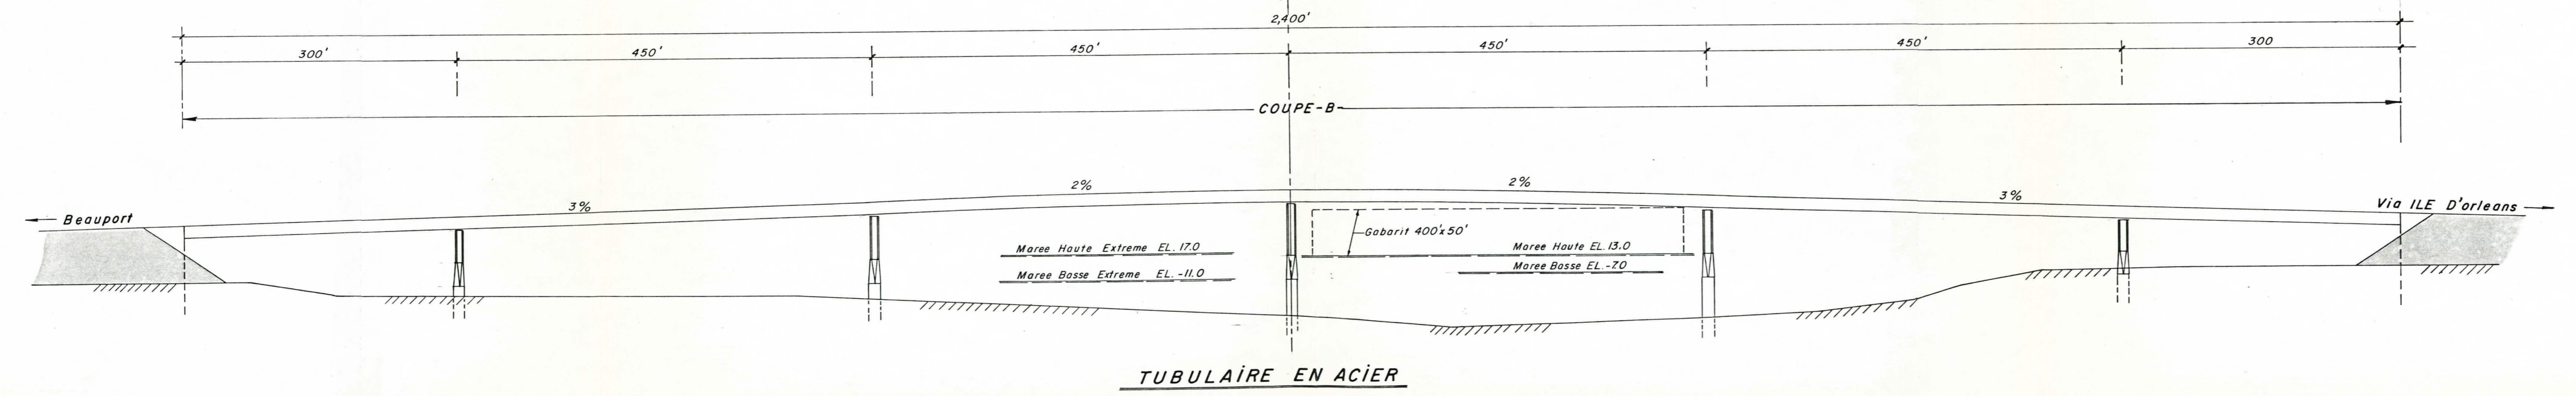 2,400'
300' 450' 450' 450' 450' 300
COUPE-B
2% 2%
3% 3%
Beauport Via ILE D'orleans
Gabarit 400'x50'
Maree Haute Extreme EL. 17.0 Maree Haute EL. 13.0
Maree Basse Extreme EL. -11.0 Maree Basse EL. -7.0
TUBULAIRE EN ACIER